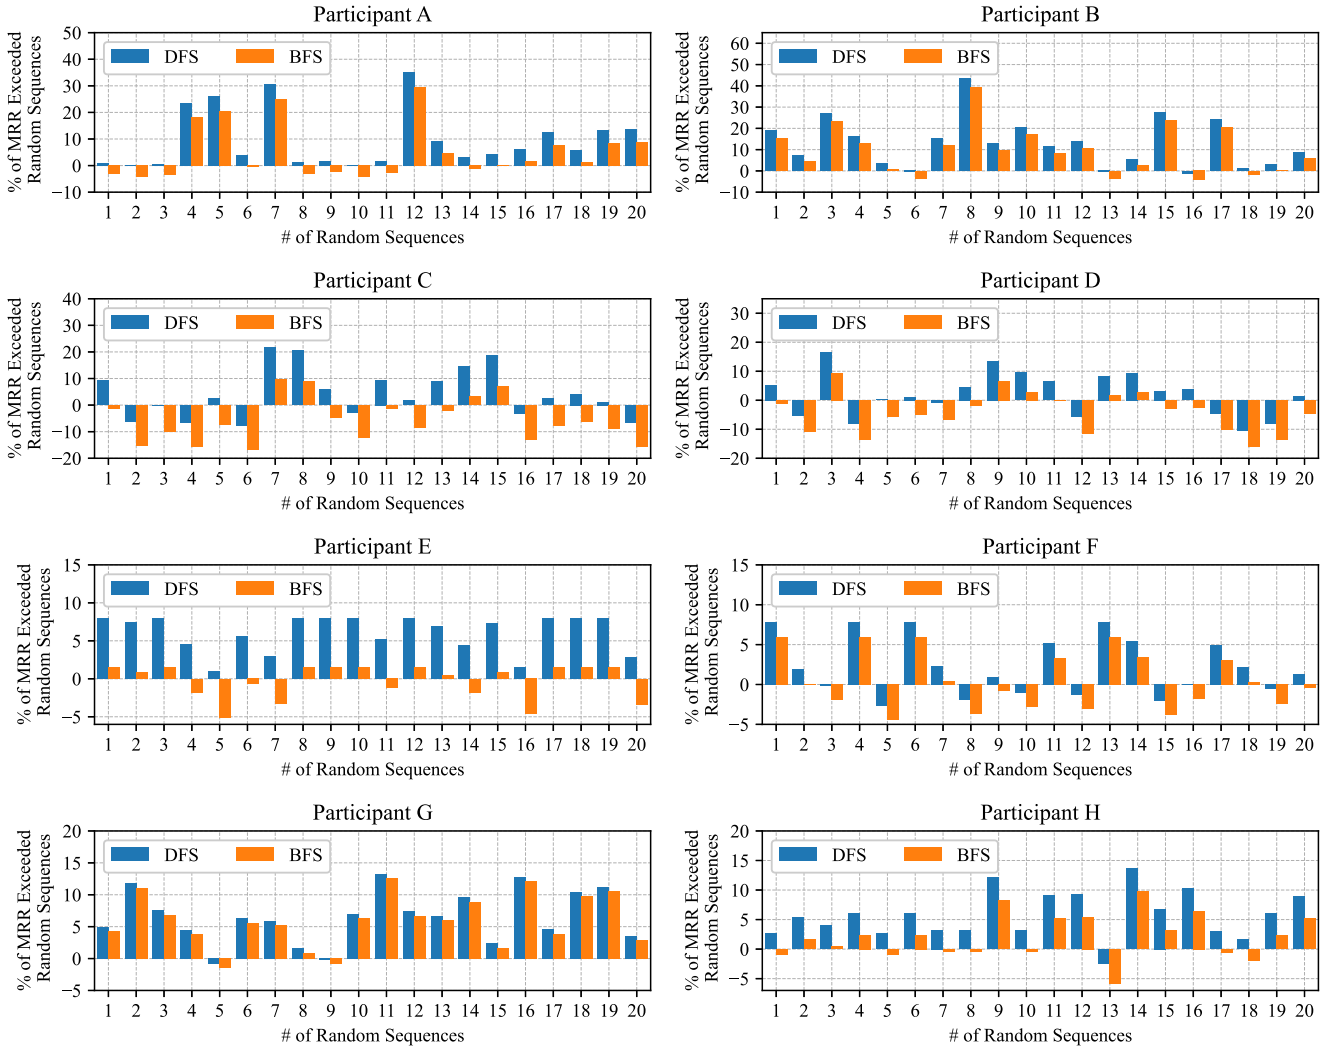 Participant A
% of MRR Exceeded
Random Sequences
50
40
30
20
10
0
−10
DFS BFS
1 2 3 4 5 6 7 8 9 10 11 12 13 14 15 16 17 18 19 20
# of Random Sequences
Participant B
% of MRR Exceeded
Random Sequences
60
50
40
30
20
10
0
−10
DFS BFS
1 2 3 4 5 6 7 8 9 10 11 12 13 14 15 16 17 18 19 20
# of Random Sequences
Participant C
% of MRR Exceeded
Random Sequences
40
30
20
10
0
−10
−20
DFS BFS
1 2 3 4 5 6 7 8 9 10 11 12 13 14 15 16 17 18 19 20
# of Random Sequences
Participant D
% of MRR Exceeded
Random Sequences
30
20
10
0
−10
−20
DFS BFS
1 2 3 4 5 6 7 8 9 10 11 12 13 14 15 16 17 18 19 20
# of Random Sequences
Participant E
% of MRR Exceeded
Random Sequences
15
10
5
0
−5
DFS BFS
1 2 3 4 5 6 7 8 9 10 11 12 13 14 15 16 17 18 19 20
# of Random Sequences
Participant F
% of MRR Exceeded
Random Sequences
15
10
5
0
−5
DFS BFS
1 2 3 4 5 6 7 8 9 10 11 12 13 14 15 16 17 18 19 20
# of Random Sequences
Participant G
% of MRR Exceeded
Random Sequences
20
15
10
5
0
−5
DFS BFS
1 2 3 4 5 6 7 8 9 10 11 12 13 14 15 16 17 18 19 20
# of Random Sequences
Participant H
% of MRR Exceeded
Random Sequences
20
15
10
5
0
−5
DFS BFS
1 2 3 4 5 6 7 8 9 10 11 12 13 14 15 16 17 18 19 20
# of Random Sequences